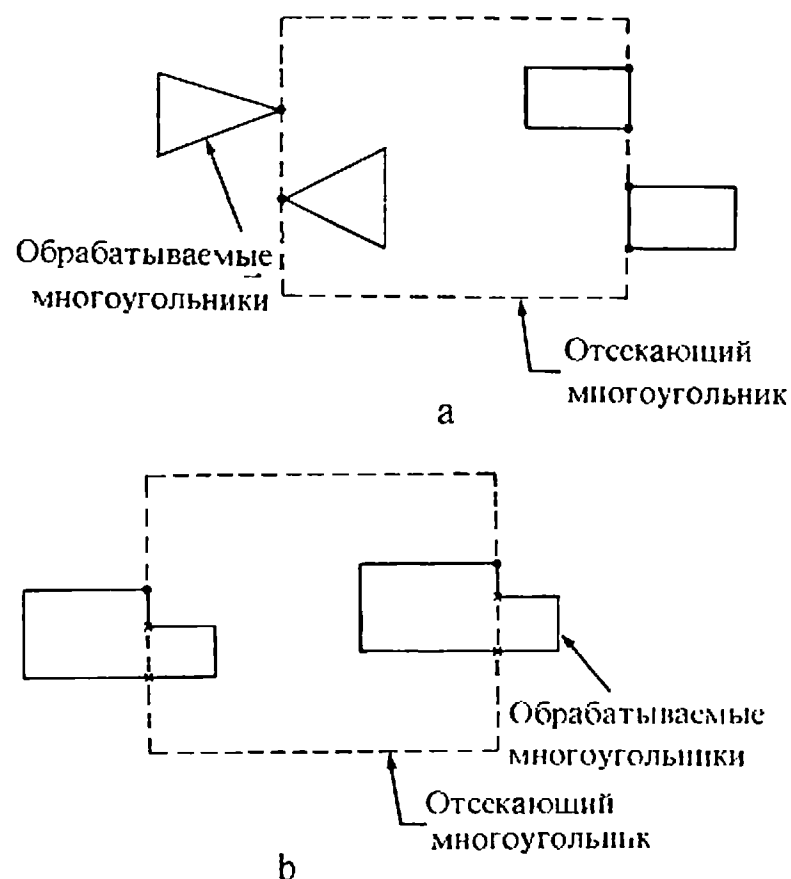 Обрабатываемые
многоугольники
Отсекающий
многоугольник
a
Обрабатываемые
многоугольники
Отсекающий
многоугольник
b